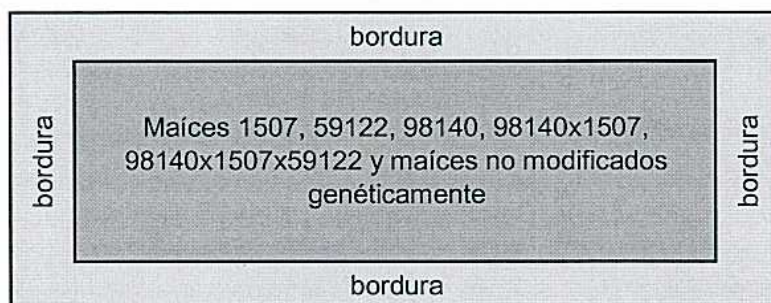 bordura
bordura
Maíces 1507, 59122, 98140, 98140x1507,
98140x1507x59122 y maíces no modificados
genéticamente
bordura
bordura